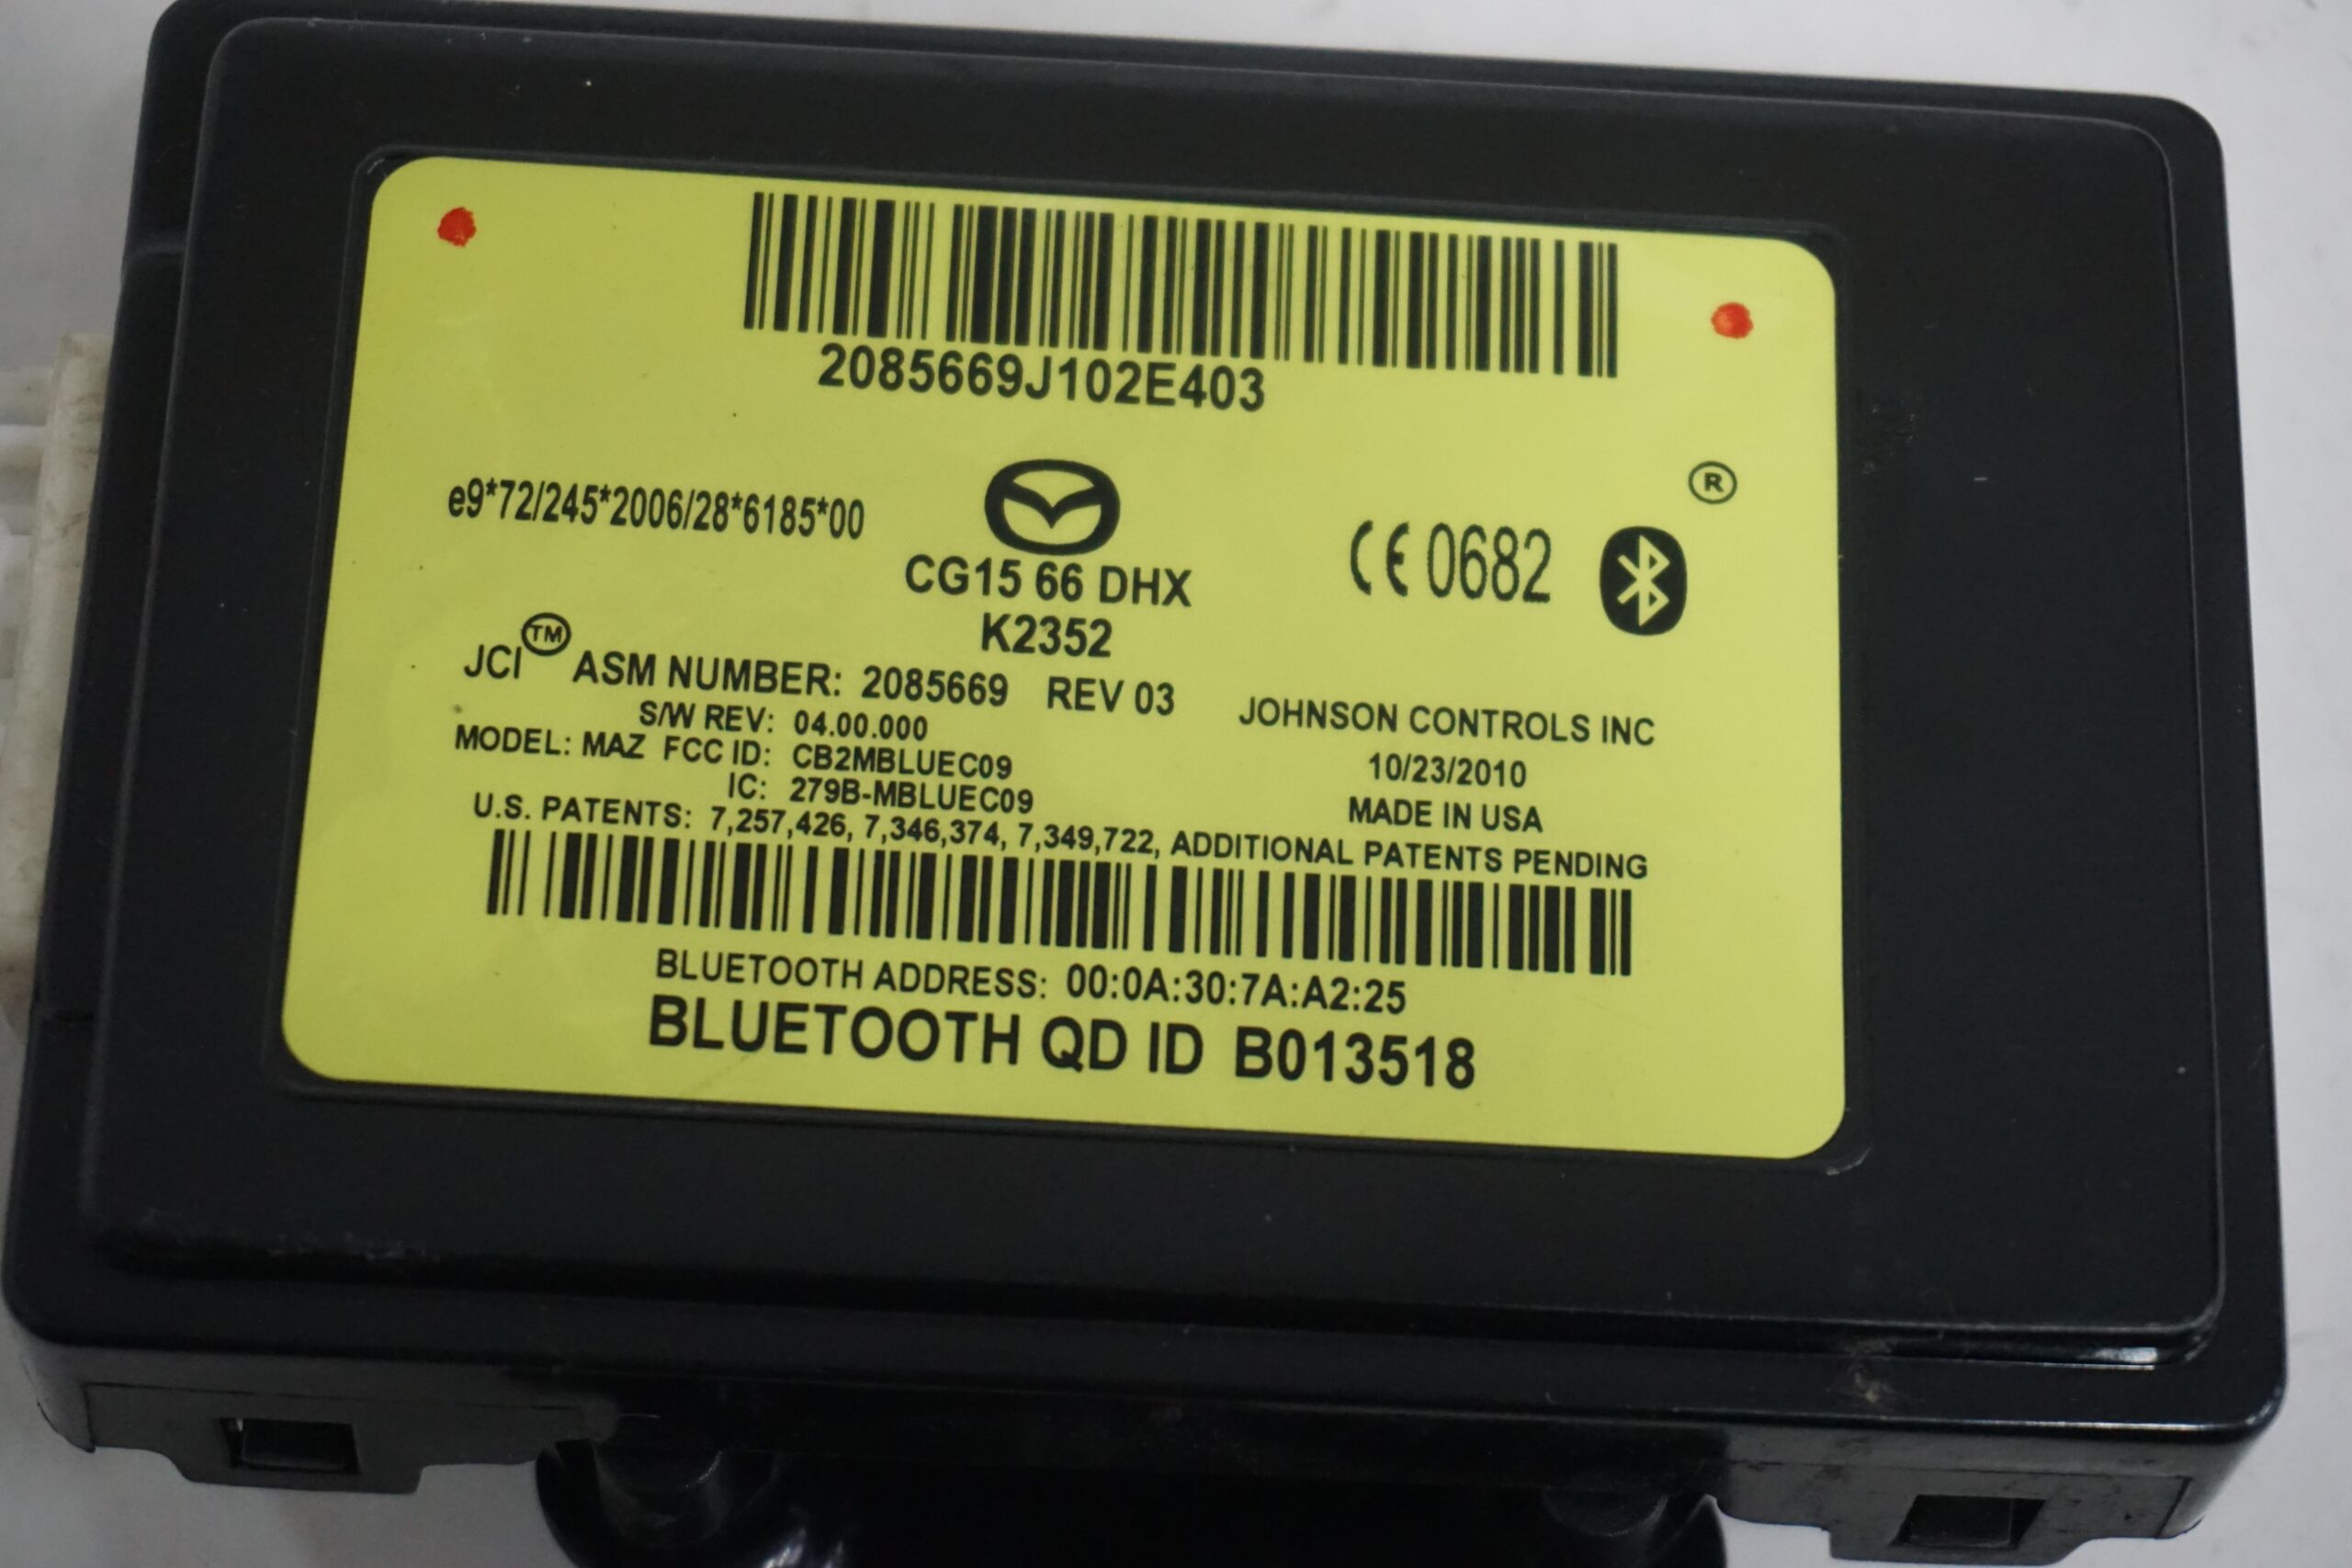 2085669J102E403
®
e9*72/245*2006/28*6185*00
CE 0682
CG15 66 DHX
K2352
JCI™ ASM NUMBER: 2085669 REV 03
S/W REV: 04.00.000
JOHNSON CONTROLS INC
MODEL: MAZ FCC ID: CB2MBLUEC09
10/23/2010
IC: 279B-MBLUEC09
MADE IN USA
U.S. PATENTS: 7,257,426, 7,346,374, 7,349,722, ADDITIONAL PATENTS PENDING
BLUETOOTH ADDRESS: 00:0A:30:7A:A2:25
BLUETOOTH QD ID B013518